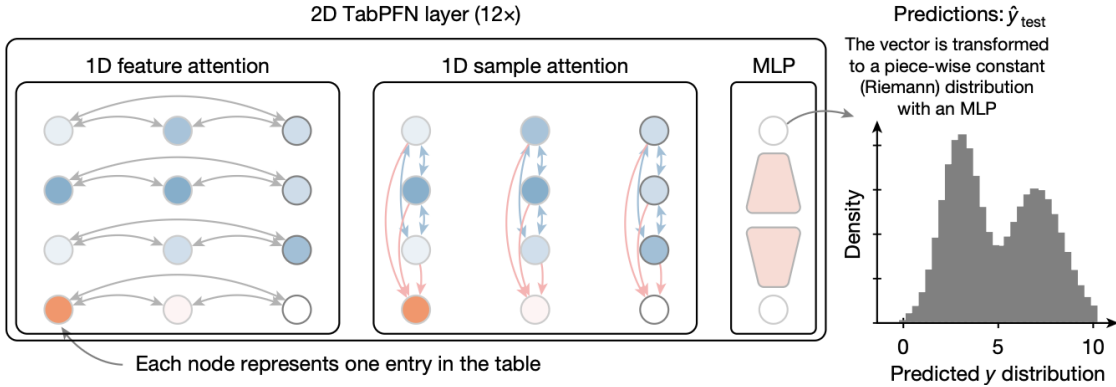 2D TabPFN layer (12×)
1D feature attention
1D sample attention
MLP
Each node represents one entry in the table
Predictions: ŷ test
The vector is transformed
to a piece-wise constant
(Riemann) distribution
with an MLP
Density
0 5 10
Predicted y distribution